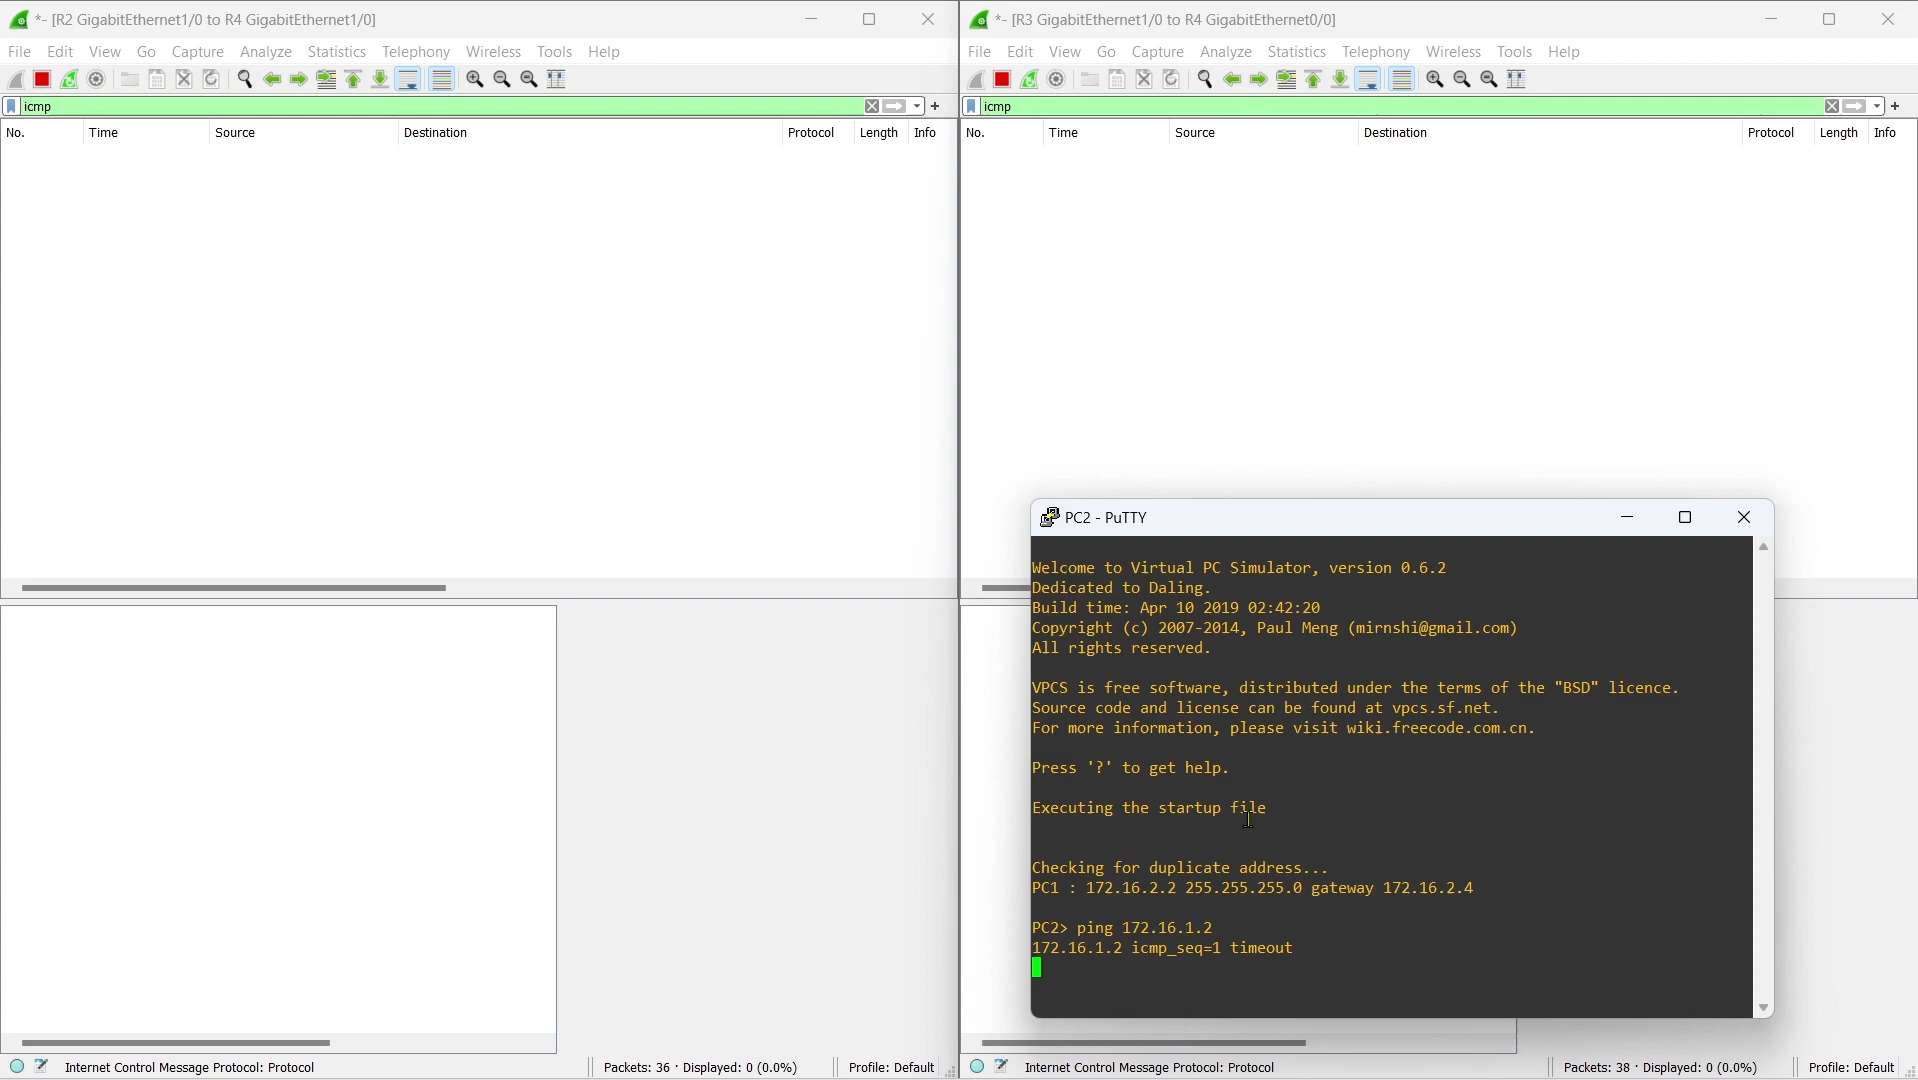 *- [R2 GigabitEthernet1/0 to R4 GigabitEthernet1/0]
File Edit View Go Capture Analyze Statistics Telephony Wireless Tools Help
icmp
No. Time Source Destination Protocol Length Info
Internet Control Message Protocol: Protocol
Packets: 36 · Displayed: 0 (0.0%)
Profile: Default
*- [R3 GigabitEthernet1/0 to R4 GigabitEthernet0/0]
File Edit View Go Capture Analyze Statistics Telephony Wireless Tools Help
icmp
No. Time Source Destination Protocol Length Info
PC2 - PuTTY
Welcome to Virtual PC Simulator, version 0.6.2
Dedicated to Daling.
Build time: Apr 10 2019 02:42:20
Copyright (c) 2007-2014, Paul Meng (mirnshi@gmail.com)
All rights reserved.
VPCS is free software, distributed under the terms of the "BSD" licence.
Source code and license can be found at vpcs.sf.net.
For more information, please visit wiki.freecode.com.cn.
Press '?' to get help.
Executing the startup file
Checking for duplicate address...
PC1 : 172.16.2.2 255.255.255.0 gateway 172.16.2.4
PC2> ping 172.16.1.2
172.16.1.2 icmp_seq=1 timeout
Internet Control Message Protocol: Protocol
Packets: 38 · Displayed: 0 (0.0%)
Profile: Default